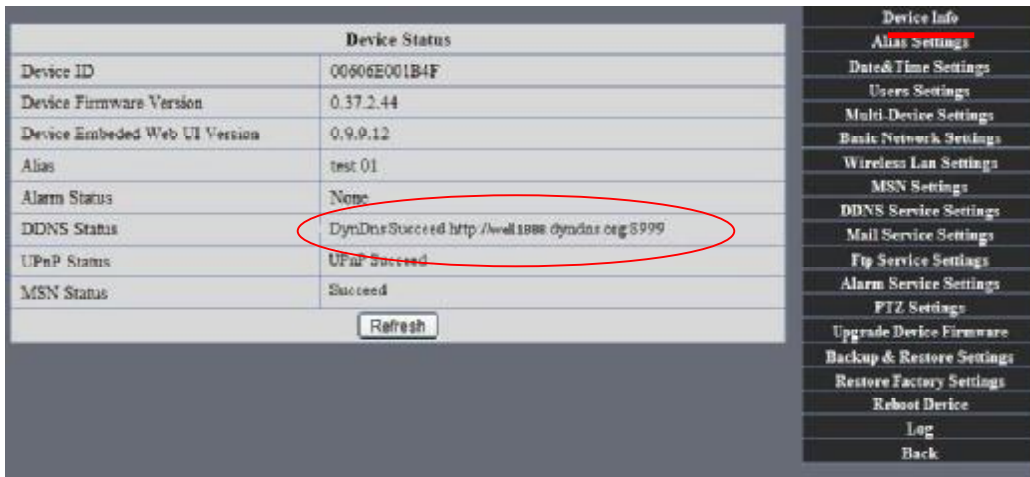 Device Status
Device ID 00606E001B4F
Device Firmware Version 0.37.2.44
Device Embeded Web UI Version 0.9.9.12
Alias test 01
Alarm Status None
DDNS Status DynDns Succeed http://well1888.dyndns.org:8999
UPnP Status UPnP Succeed
MSN Status Succeed
Refresh
Device Info
Alias Settings
Date&Time Settings
Users Settings
Multi-Device Settings
Basic Network Settings
Wireless Lan Settings
MSN Settings
DDNS Service Settings
Mail Service Settings
Ftp Service Settings
Alarm Service Settings
PTZ Settings
Upgrade Device Firmware
Backup & Restore Settings
Restore Factory Settings
Reboot Device
Log
Back